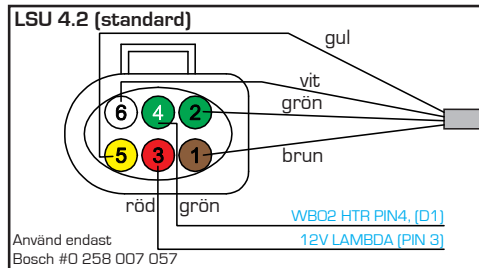 LSU 4.2 (standard)
gul
vit
grön
6 4 2
5 3 1
brun
röd grön
WB02 HTR PIN4, (D1)
12V LAMBDA (PIN 3)
Använd endast
Bosch #0 258 007 057